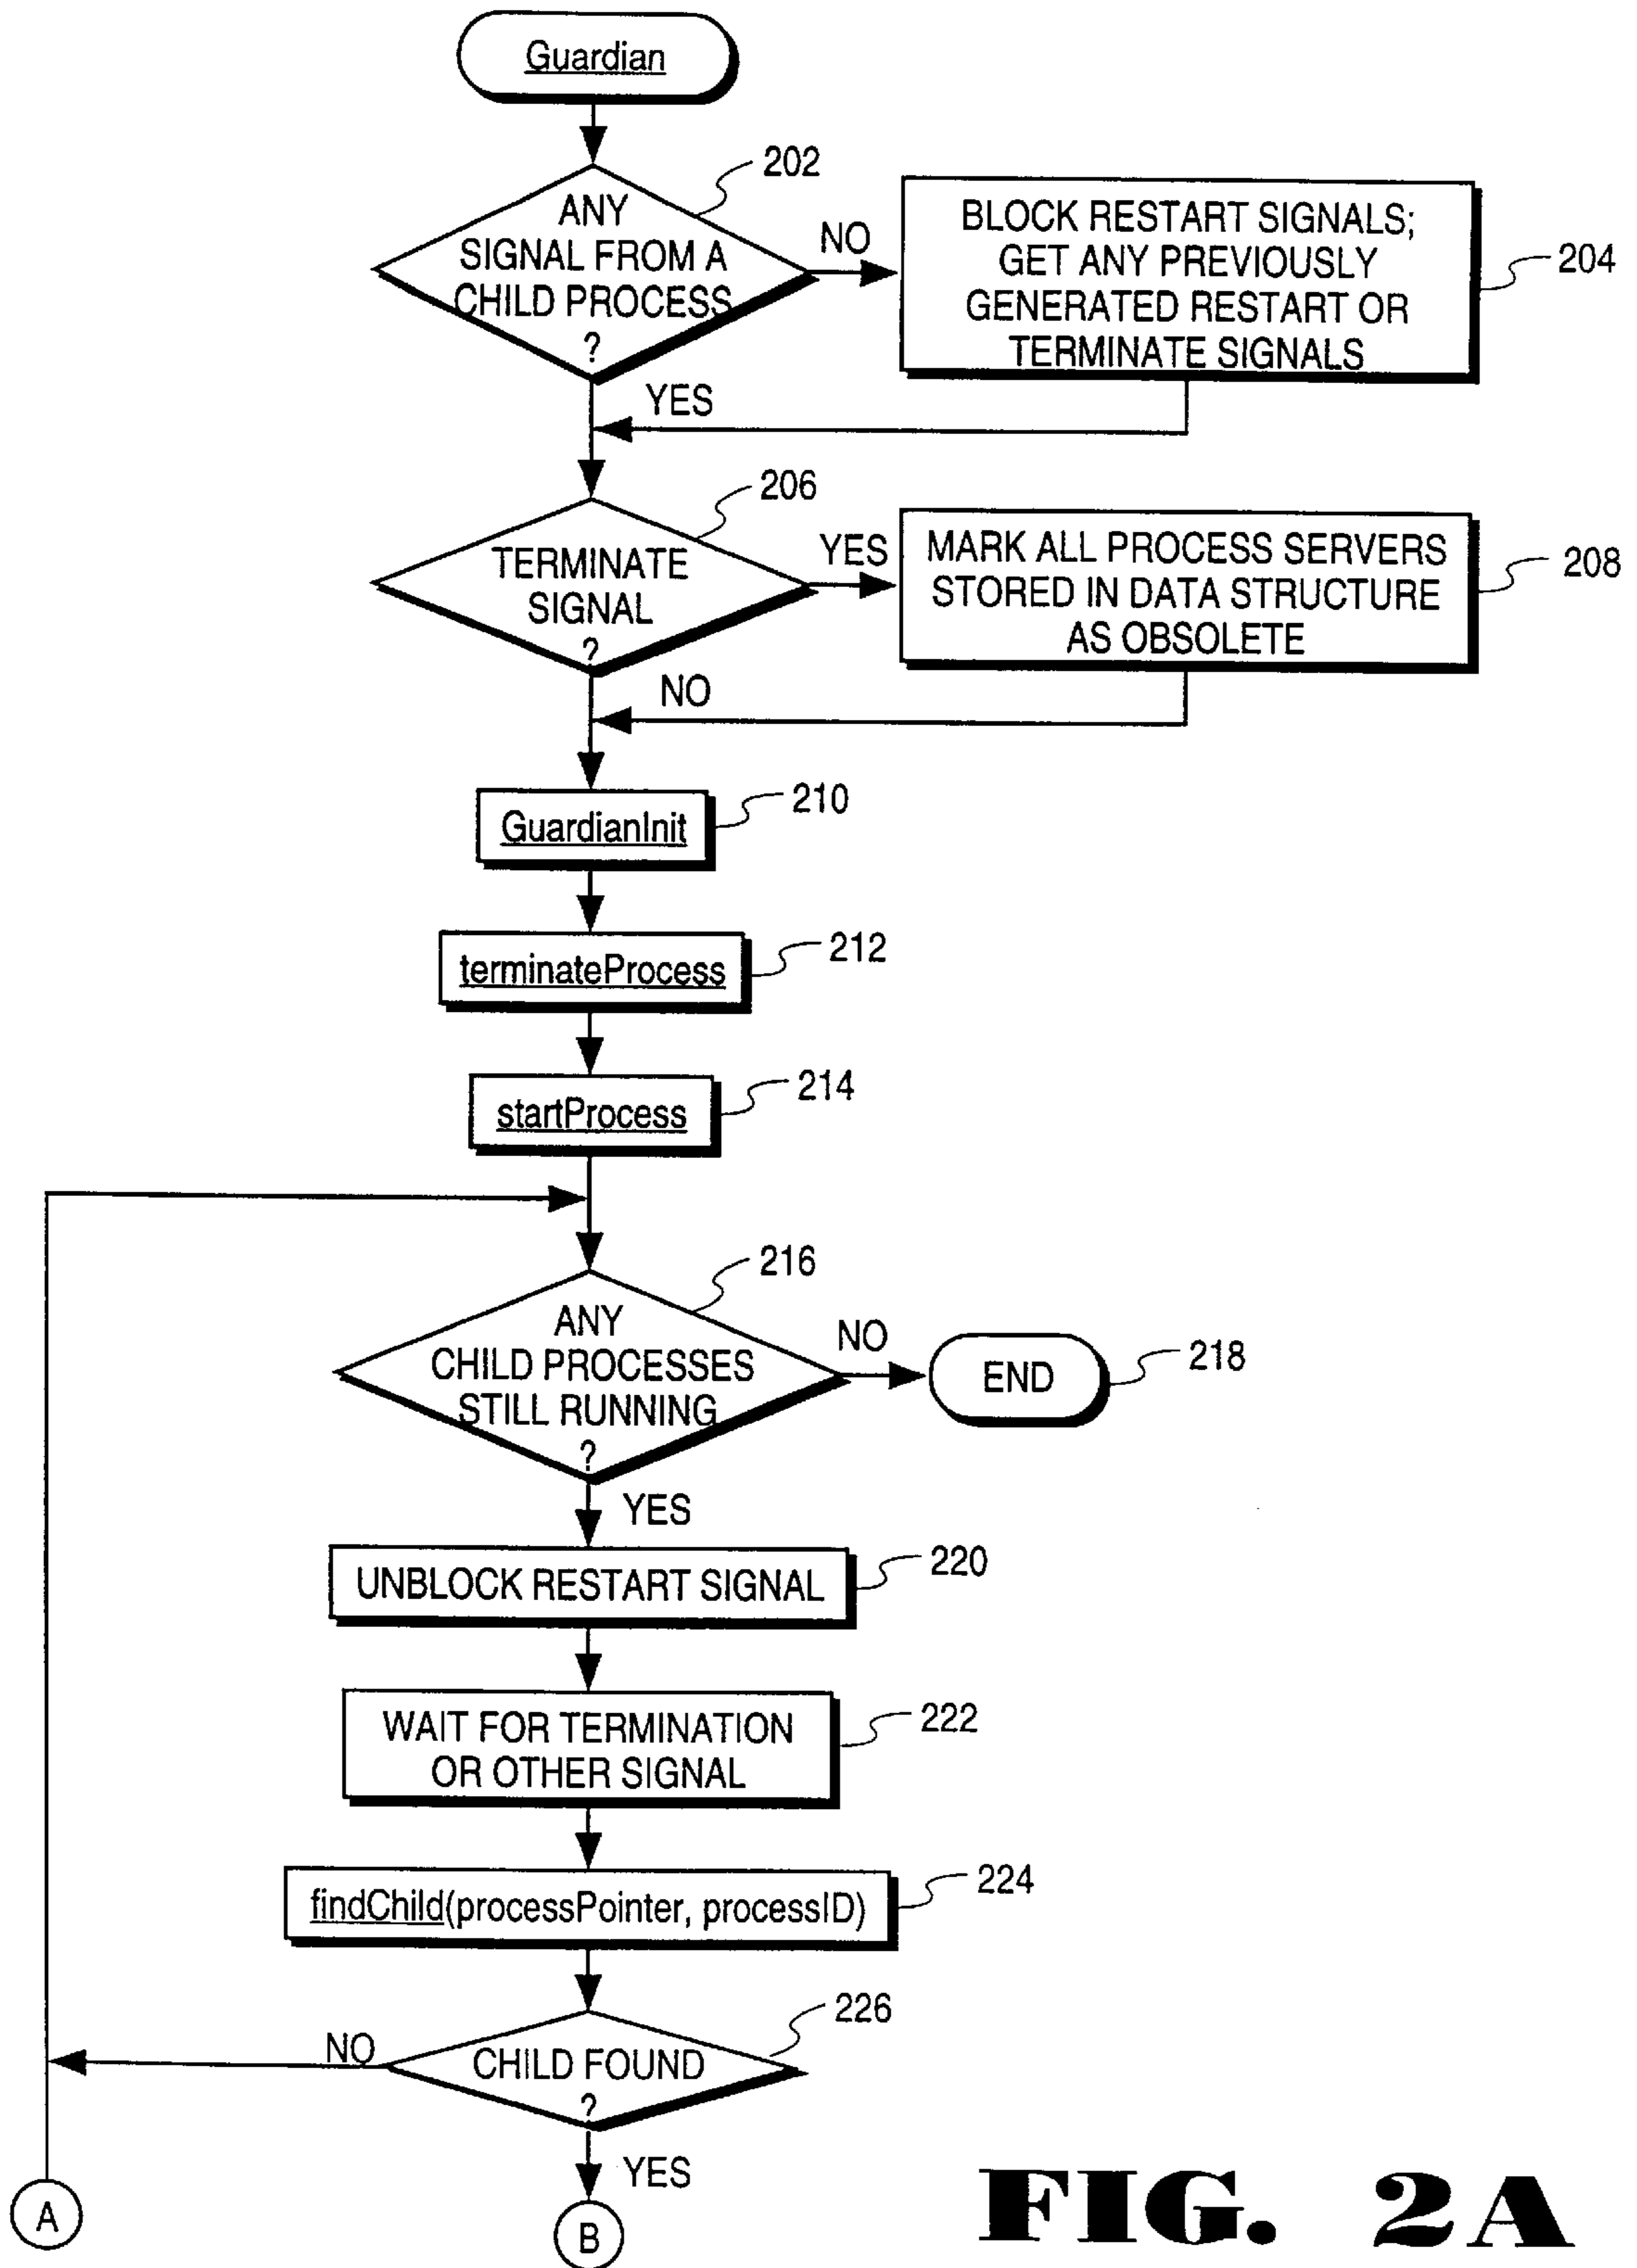 Guardian
202
ANY
SIGNAL FROM A
CHILD PROCESS
?
NO
BLOCK RESTART SIGNALS;
GET ANY PREVIOUSLY
GENERATED RESTART OR
TERMINATE SIGNALS
204
YES
206
TERMINATE
SIGNAL
?
YES
MARK ALL PROCESS SERVERS
STORED IN DATA STRUCTURE
AS OBSOLETE
208
NO
GuardianInit
210
terminateProcess
212
startProcess
214
216
ANY
CHILD PROCESSES
STILL RUNNING
?
NO
END
218
YES
UNBLOCK RESTART SIGNAL
220
WAIT FOR TERMINATION
OR OTHER SIGNAL
222
findChild(processPointer, processID)
224
226
CHILD FOUND
?
NO
YES
A
B
FIG. 2A